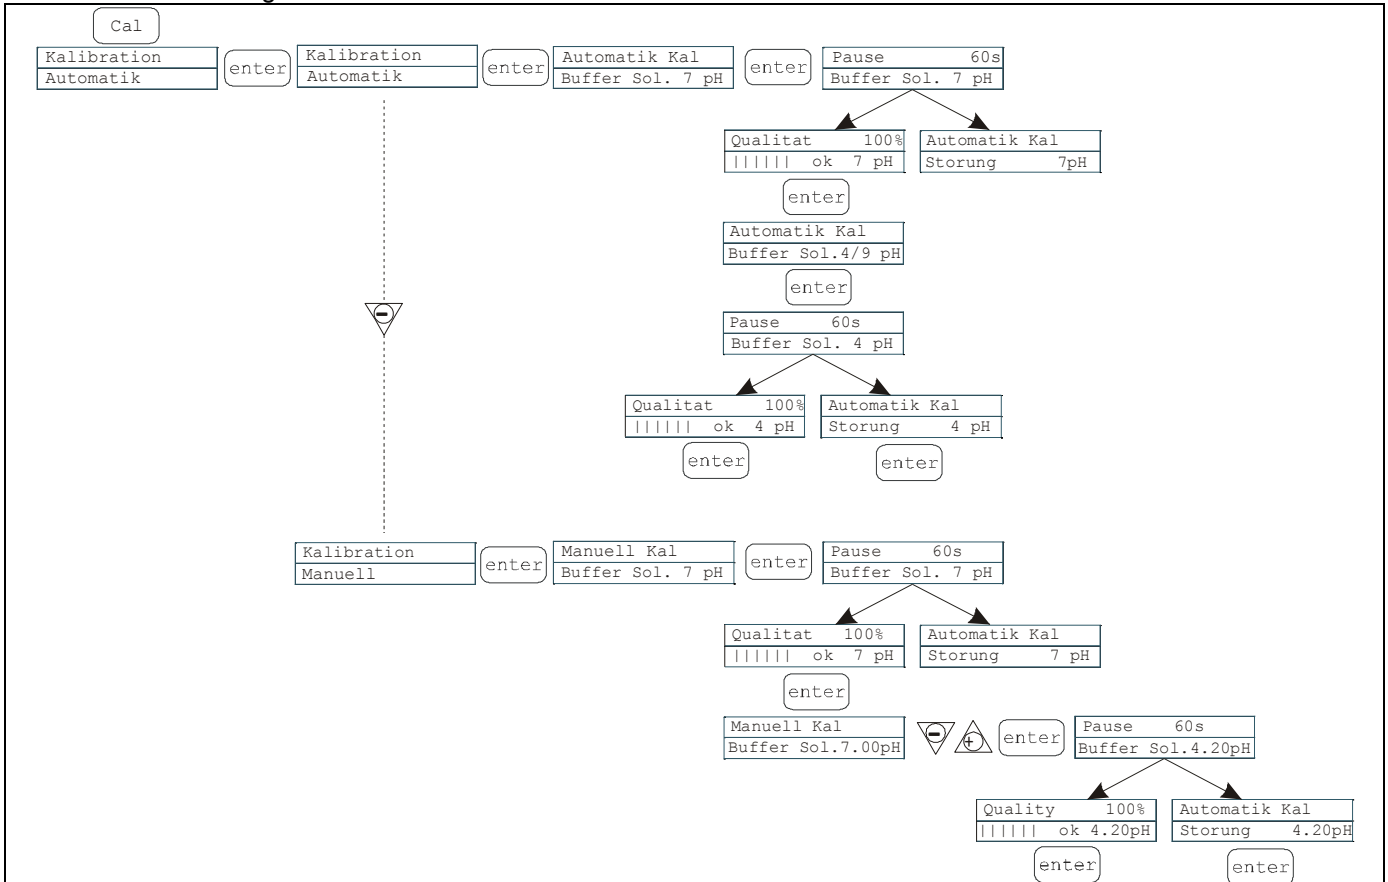 Cal
Kalibration
Automatik
enter
Kalibration
Automatik
enter
Automatik Kal
Buffer Sol. 7 pH
enter
Pause 60s
Buffer Sol. 7 pH
Qualitat 100%
|||||| ok 7 pH
Automatik Kal
Storung 7pH
enter
Automatik Kal
Buffer Sol.4/9 pH
enter
Pause 60s
Buffer Sol. 4 pH
Qualitat 100%
|||||| ok 4 pH
Automatik Kal
Storung 4 pH
enter
enter
Kalibration
Manuell
enter
Manuell Kal
Buffer Sol. 7 pH
enter
Pause 60s
Buffer Sol. 7 pH
Qualitat 100%
|||||| ok 7 pH
Automatik Kal
Storung 7 pH
enter
Manuell Kal
Buffer Sol.7.00pH
enter
Pause 60s
Buffer Sol.4.20pH
Quality 100%
|||||| ok 4.20pH
Automatik Kal
Storung 4.20pH
enter
enter